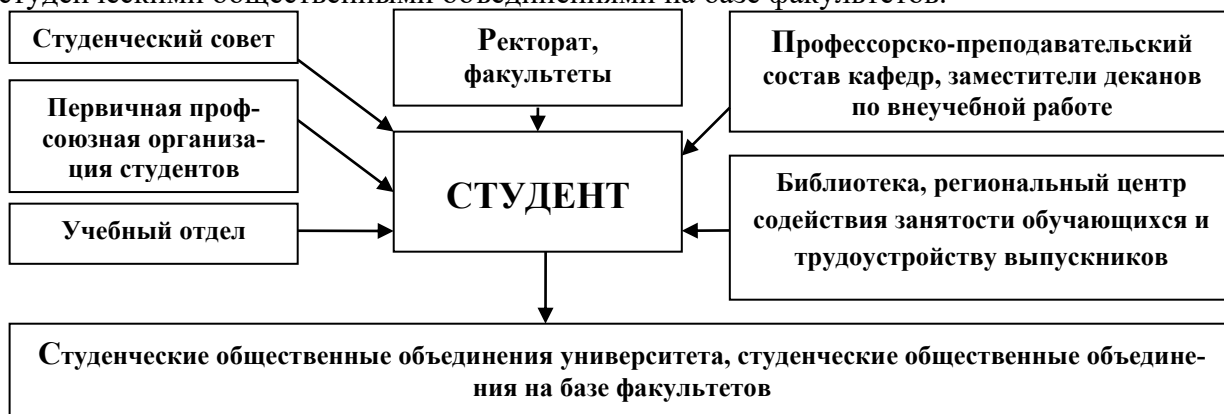 студенческими общественными объединениями на базе факультетов.
Студенческий совет
Ректорат,
факультеты
Профессорско-преподавательский
состав кафедр, заместители деканов
по внеучебной работе
Первичная проф-
союзная организа-
ция студентов
СТУДЕНТ
Библиотека, региональный центр
содействия занятости обучающихся и
трудоустройству выпускников
Учебный отдел
Студенческие общественные объединения университета, студенческие общественные объедине-
ния на базе факультетов